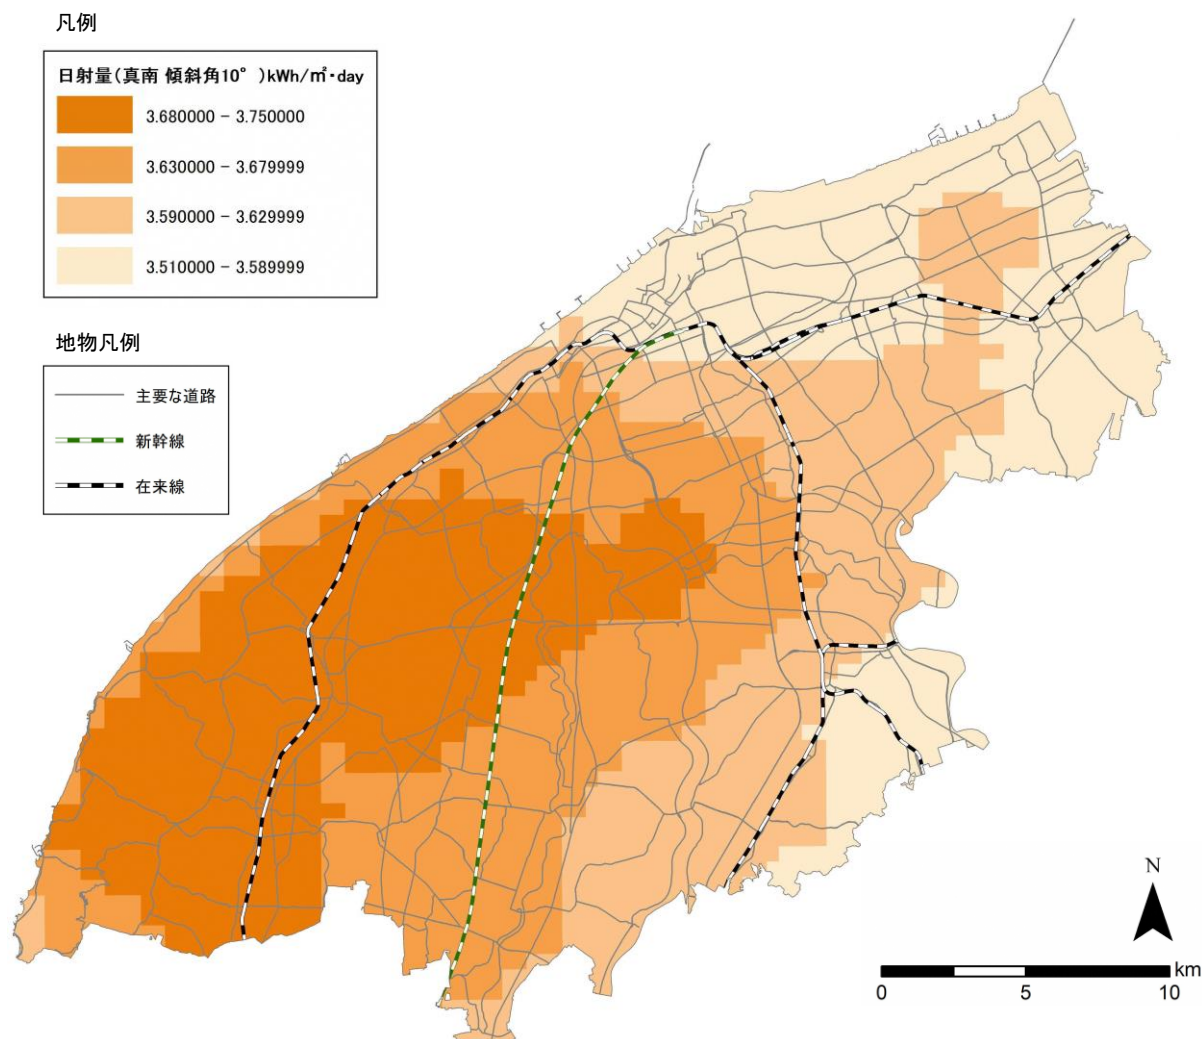 凡例
日射量(真南 傾斜角10°)kWh/㎡・day
3.680000 - 3.750000
3.630000 - 3.679999
3.590000 - 3.629999
3.510000 - 3.589999
地物凡例
主要な道路
新幹線
在来線
N
km
0 5 10